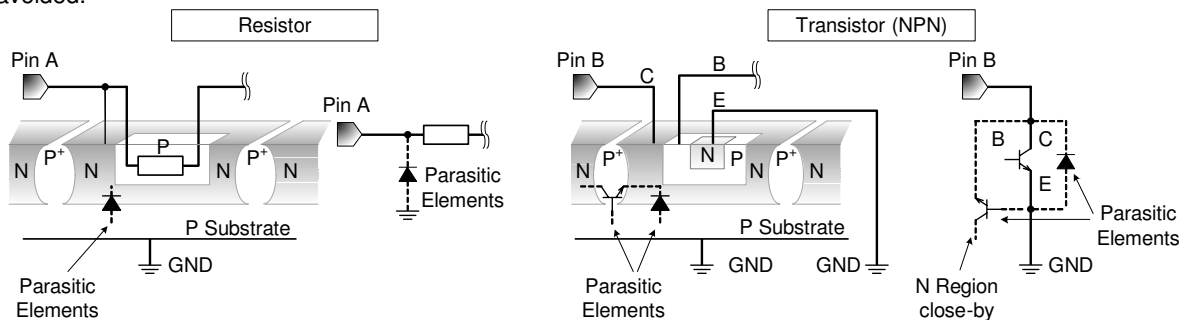 avoided.
Resistor
Transistor (NPN)
Pin A
Pin A
P
N
P+
N
P+
N
N
Parasitic
Elements
P Substrate
GND
Parasitic
Elements
Pin B
C
B
E
N
P+
N
N
P
P+
N
N
P Substrate
GND
GND
Parasitic
Elements
Pin B
B
C
E
Parasitic
Elements
GND
N Region
close-by